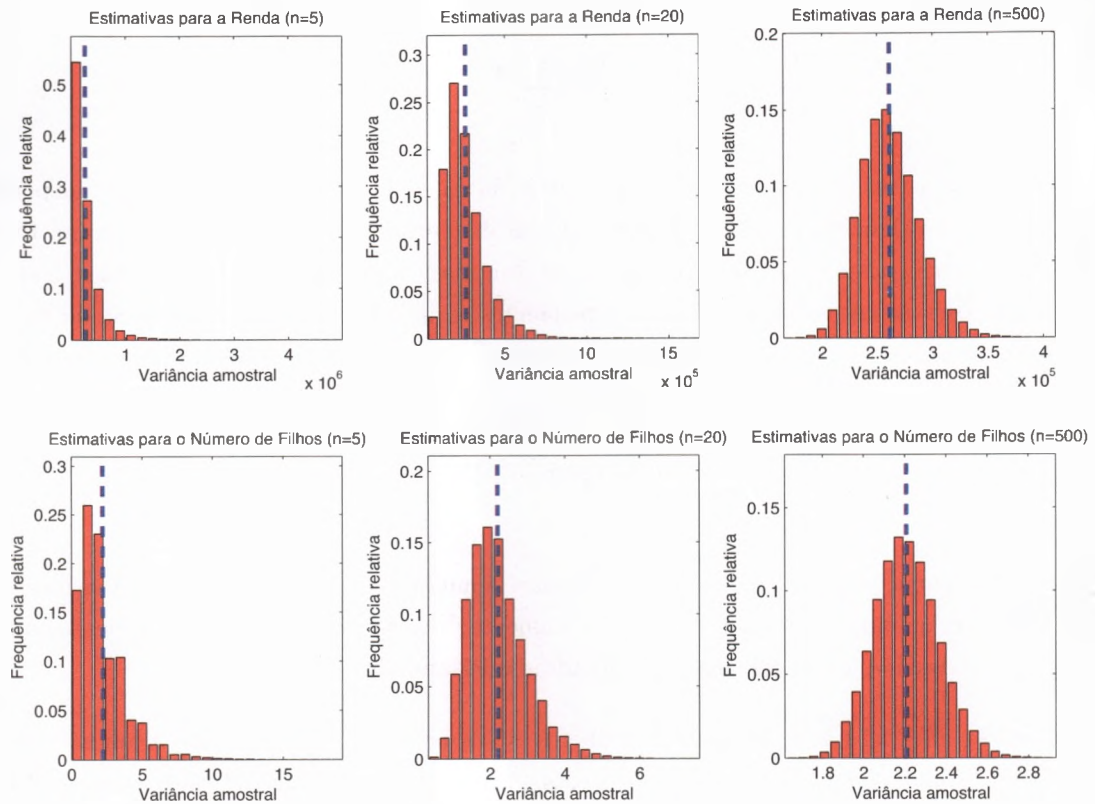 Estimativas para a Renda (n=5)
Frequência relativa
0.5
0.4
0.3
0.2
0.1
0
1
2
3
4
Variância amostral
x 10^6
Estimativas para a Renda (n=20)
Frequência relativa
0.3
0.25
0.2
0.15
0.1
0.05
0
5
10
15
Variância amostral
x 10^5
Estimativas para a Renda (n=500)
Frequência relativa
0.2
0.15
0.1
0.05
0
2
2.5
3
3.5
4
Variância amostral
x 10^5
Estimativas para o Número de Filhos (n=5)
Frequência relativa
0.3
0.25
0.2
0.15
0.1
0.05
0
0
5
10
15
Variância amostral
Estimativas para o Número de Filhos (n=20)
Frequência relativa
0.2
0.15
0.1
0.05
0
2
4
6
Variância amostral
Estimativas para o Número de Filhos (n=500)
Frequência relativa
0.15
0.1
0.05
0
1.8
2
2.2
2.4
2.6
2.8
Variância amostral